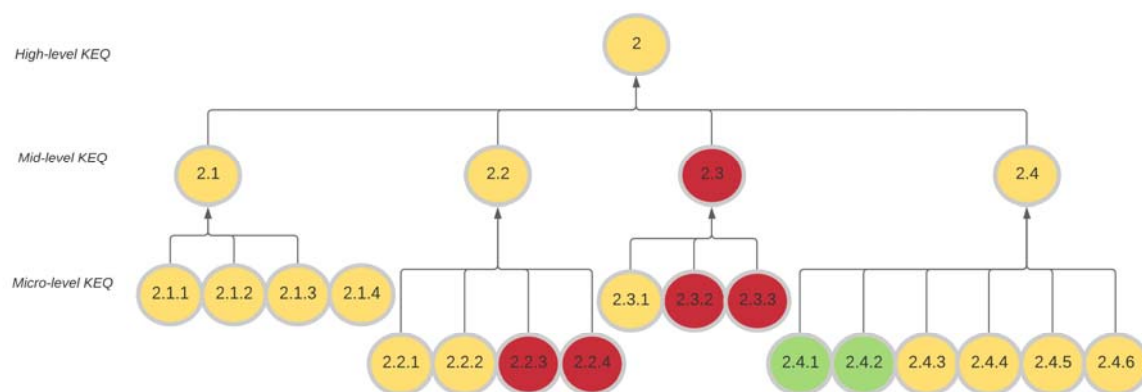 High-level KEQ
2
Mid-level KEQ
2.1 2.2 2.3 2.4
Micro-level KEQ
2.1.1 2.1.2 2.1.3 2.1.4 2.3.1 2.3.2 2.3.3
2.2.1 2.2.2 2.2.3 2.2.4 2.4.1 2.4.2 2.4.3 2.4.4 2.4.5 2.4.6